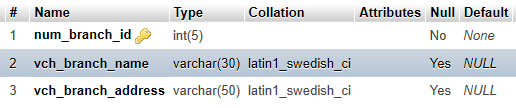 # Name Type Collation Attributes Null Default
1 num_branch_id int(5) No None
2 vch_branch_name varchar(30) latin1_swedish_ci Yes NULL
3 vch_branch_address varchar(50) latin1_swedish_ci Yes NULL